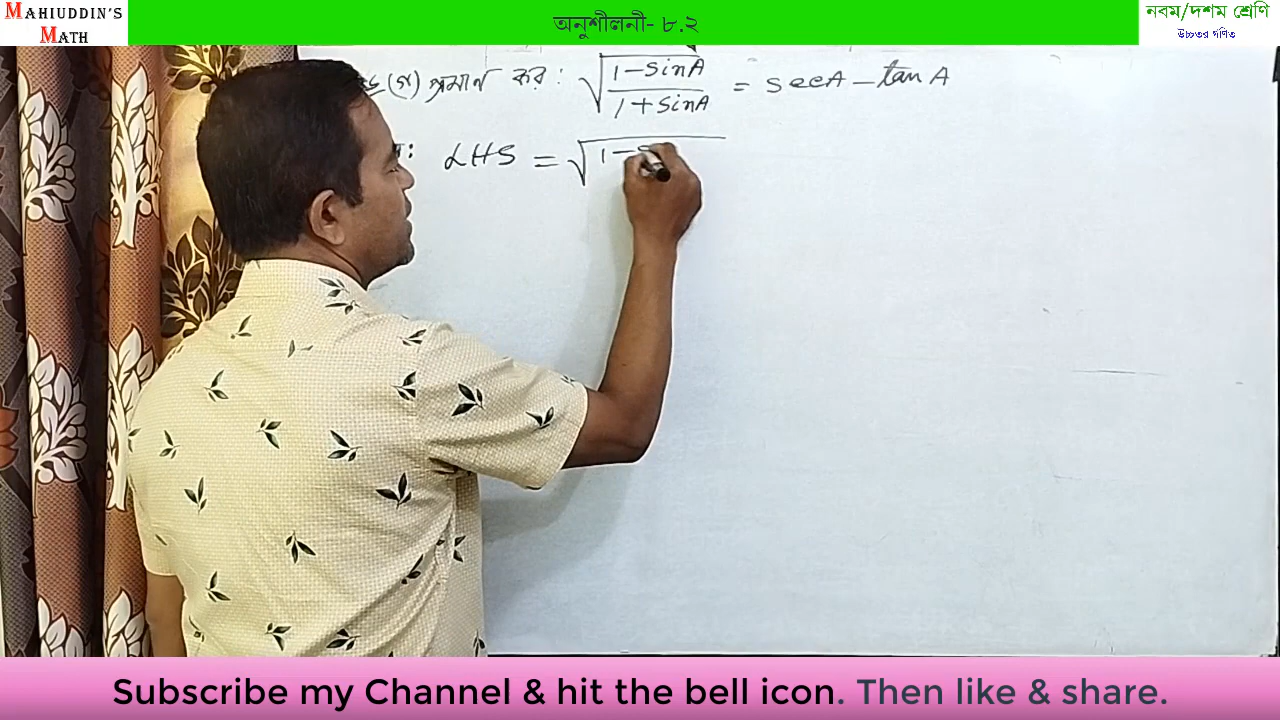 MAHIUDDIN'S
MATH
অনুশীলনী- ৮.২
নবম/দশম শ্রেণি
উচ্চতর গণিত
(গ) প্রমাণ কর: √((1-sinA)/(1+sinA)) = secA - tanA
LHS = √(1-
Subscribe my Channel & hit the bell icon. Then like & share.